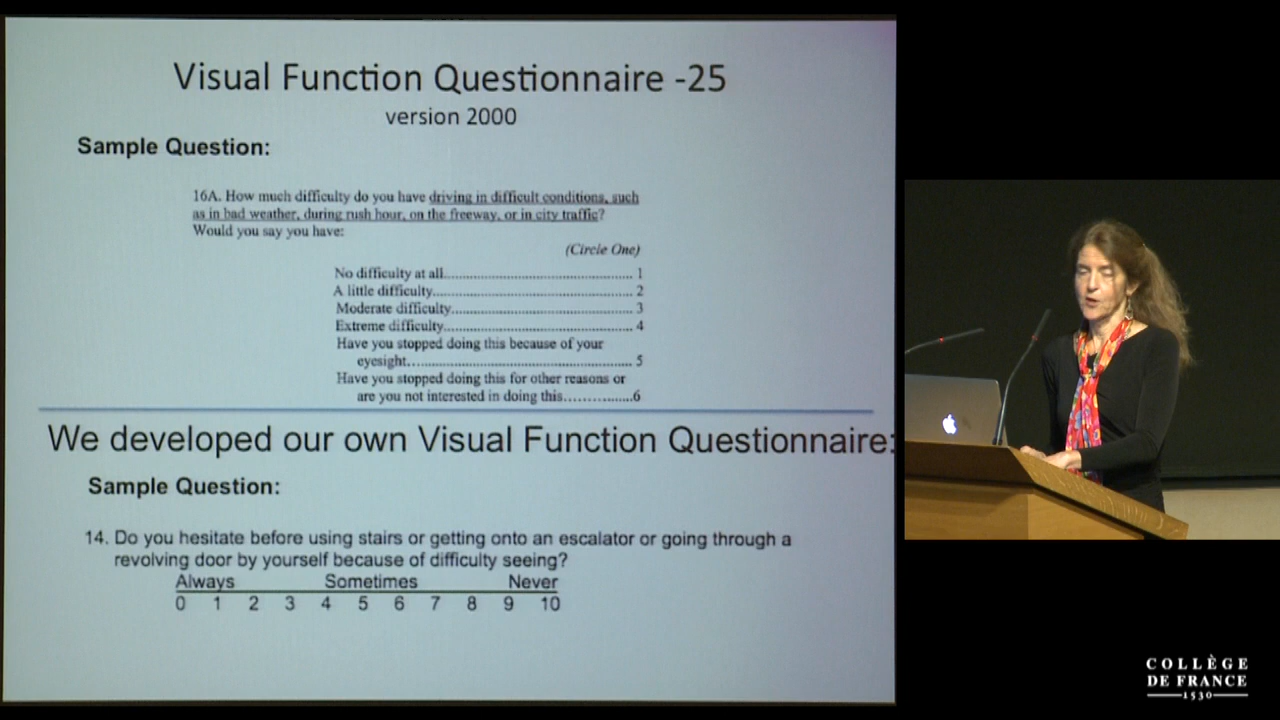 Visual Function Questionnaire -25
version 2000
Sample Question:
16A. How much difficulty do you have driving in difficult conditions, such
as in bad weather, during rush hour, on the freeway, or in city traffic?
Would you say you have:
(Circle One)
No difficulty at all............................................... 1
A little difficulty.................................................. 2
Moderate difficulty.............................................. 3
Extreme difficulty................................................ 4
Have you stopped doing this because of your
eyesight…....................................................... 5
Have you stopped doing this for other reasons or
are you not interested in doing this…………….6
We developed our own Visual Function Questionnaire:
Sample Question:
14. Do you hesitate before using stairs or getting onto an escalator or going through a
revolving door by yourself because of difficulty seeing?
Always Sometimes Never
0 1 2 3 4 5 6 7 8 9 10
COLLÈGE
DE FRANCE
1530